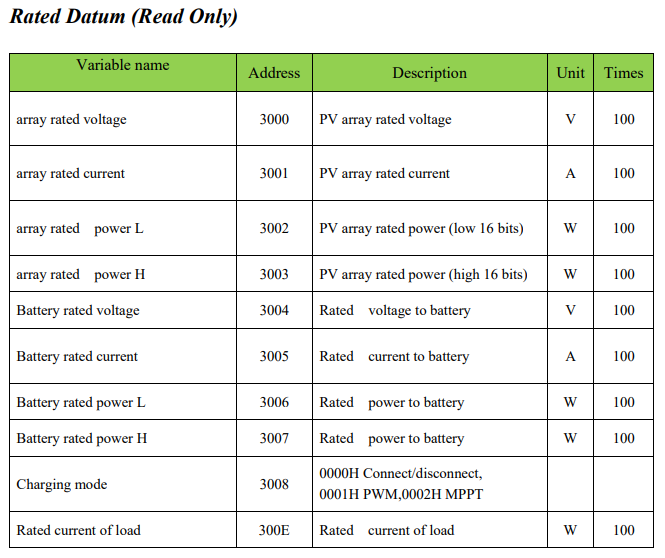 Rated Datum (Read Only)
Variable name Address Description Unit Times
array rated voltage 3000 PV array rated voltage V 100
array rated current 3001 PV array rated current A 100
array rated power L 3002 PV array rated power (low 16 bits) W 100
array rated power H 3003 PV array rated power (high 16 bits) W 100
Battery rated voltage 3004 Rated voltage to battery V 100
Battery rated current 3005 Rated current to battery A 100
Battery rated power L 3006 Rated power to battery W 100
Battery rated power H 3007 Rated power to battery W 100
Charging mode 3008 0000H Connect/disconnect,
0001H PWM,0002H MPPT
Rated current of load 300E Rated current of load W 100